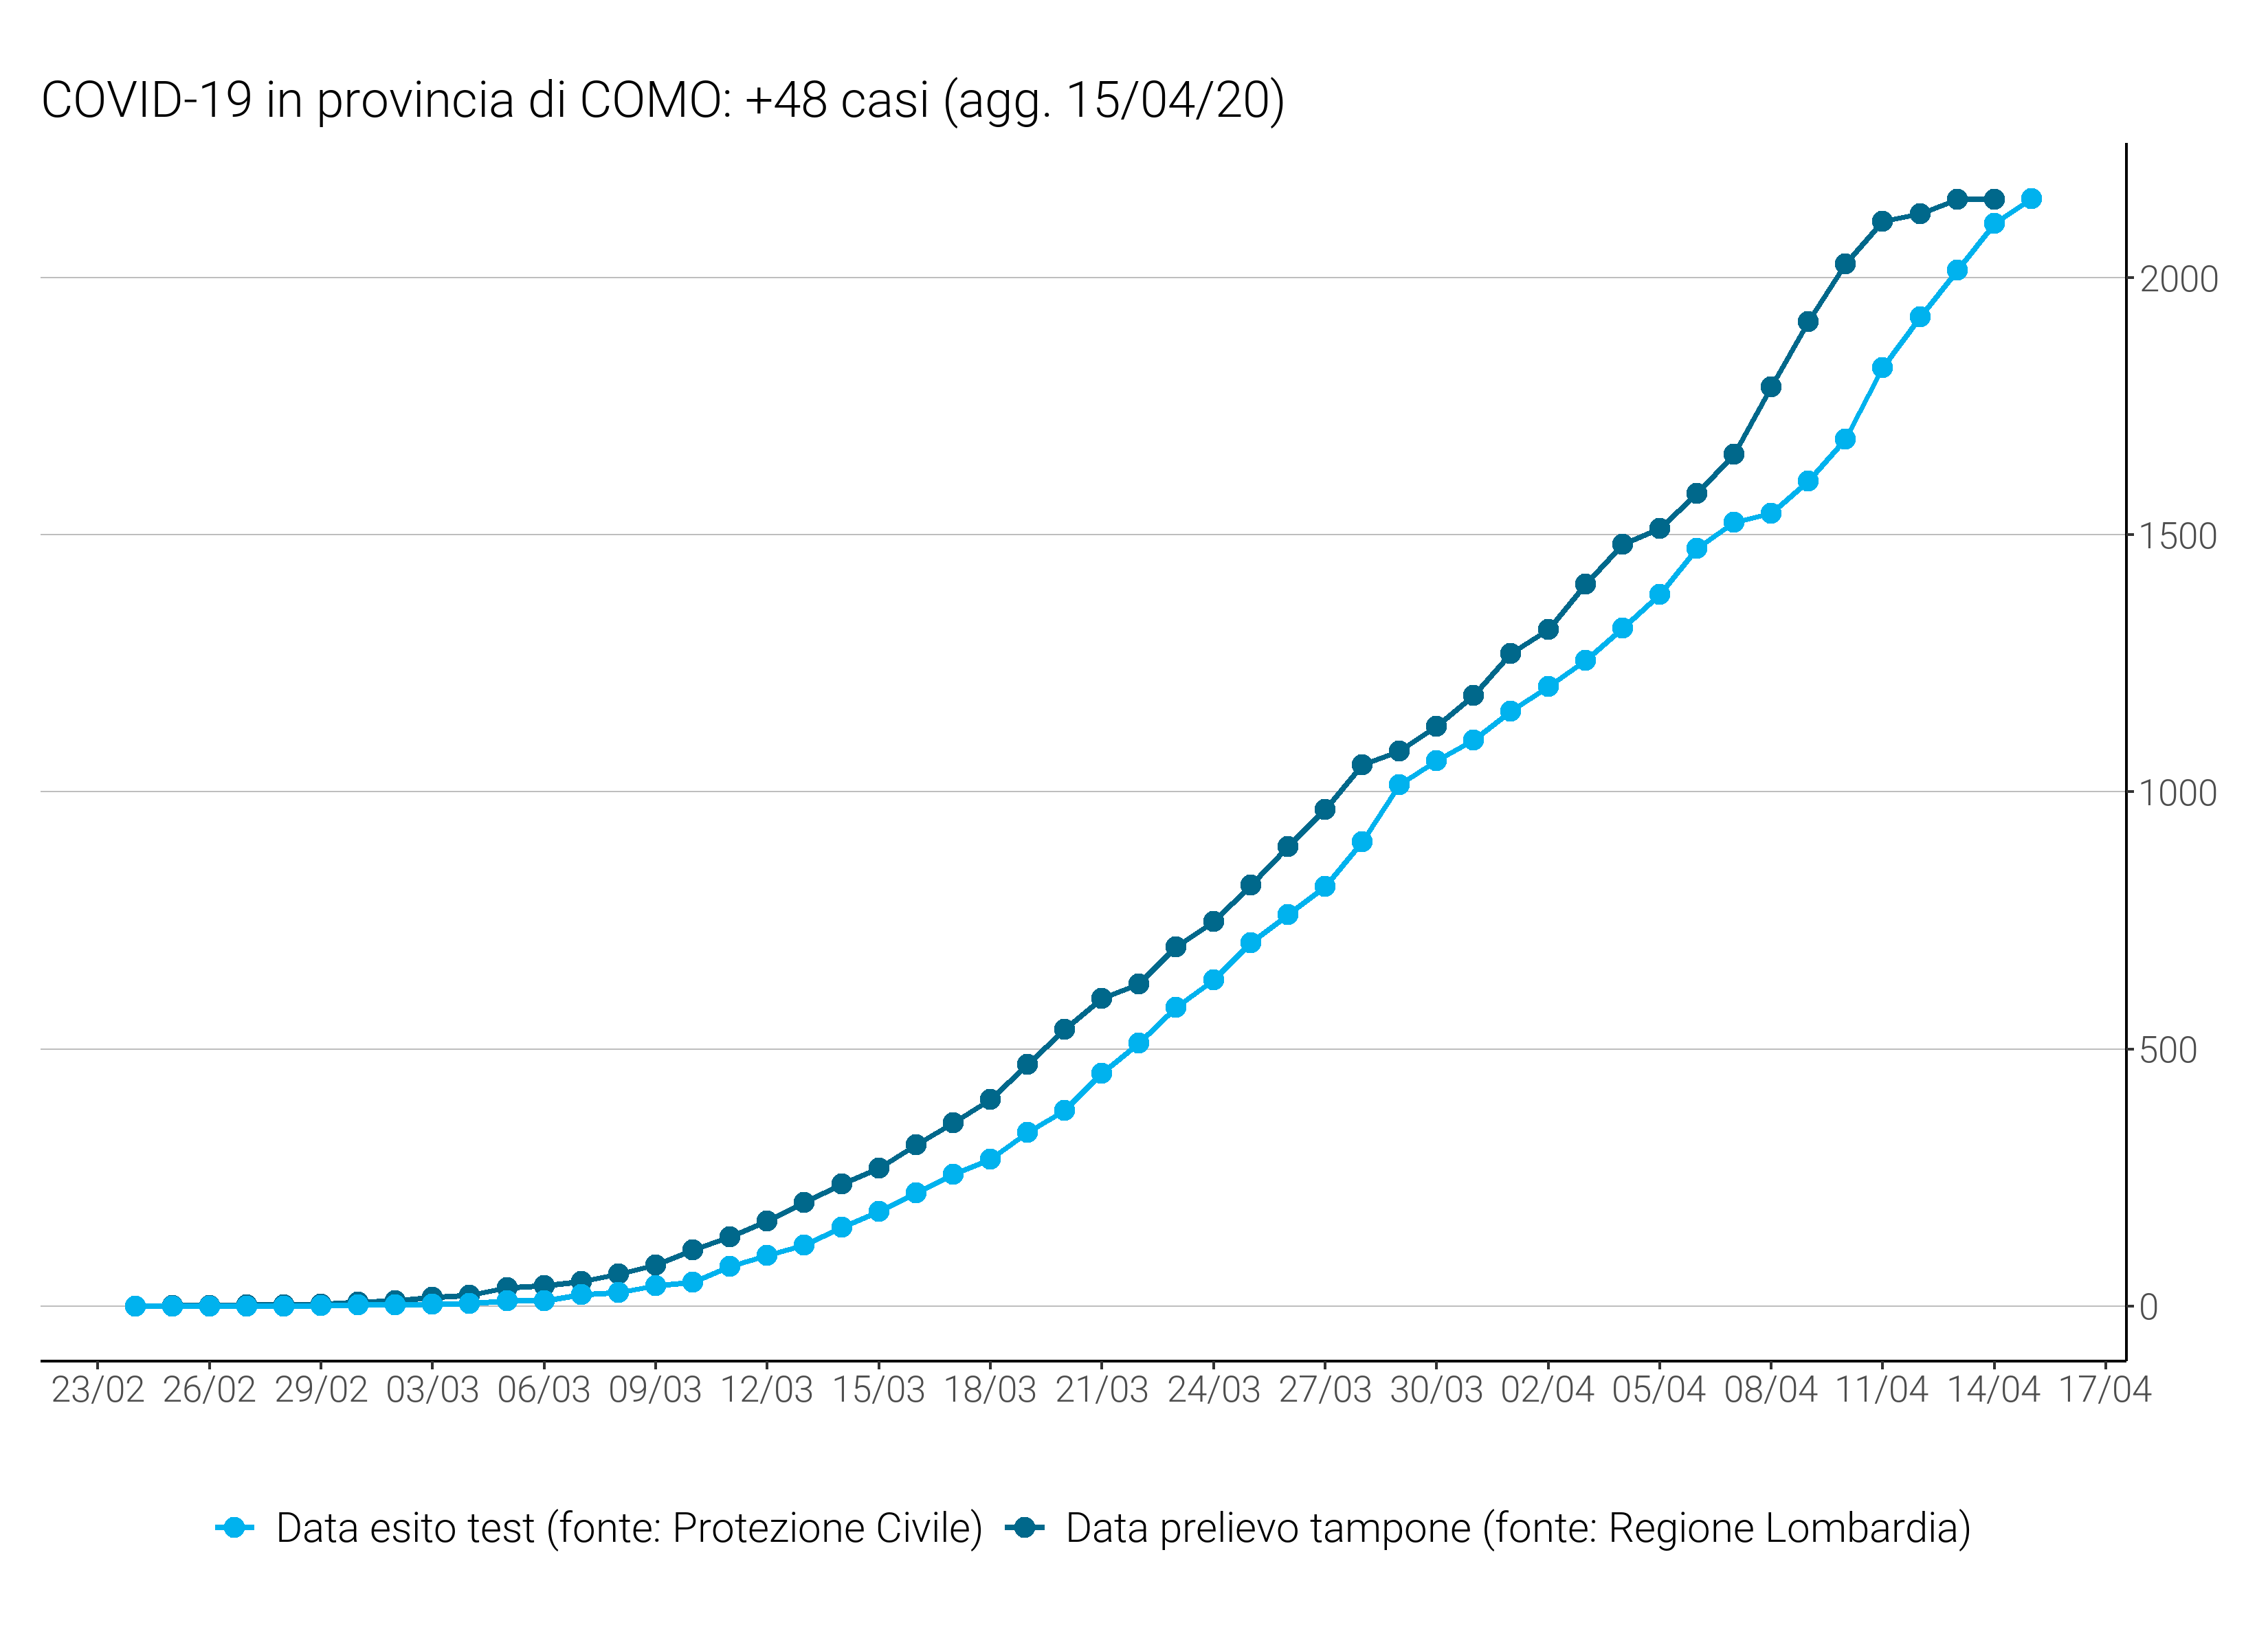 COVID-19 in provincia di COMO: +48 casi (agg. 15/04/20)
2000
1500
1000
500
0
23/02 26/02 29/02 03/03 06/03 09/03 12/03 15/03 18/03 21/03 24/03 27/03 30/03 02/04 05/04 08/04 11/04 14/04 17/04
Data esito test (fonte: Protezione Civile) Data prelievo tampone (fonte: Regione Lombardia)